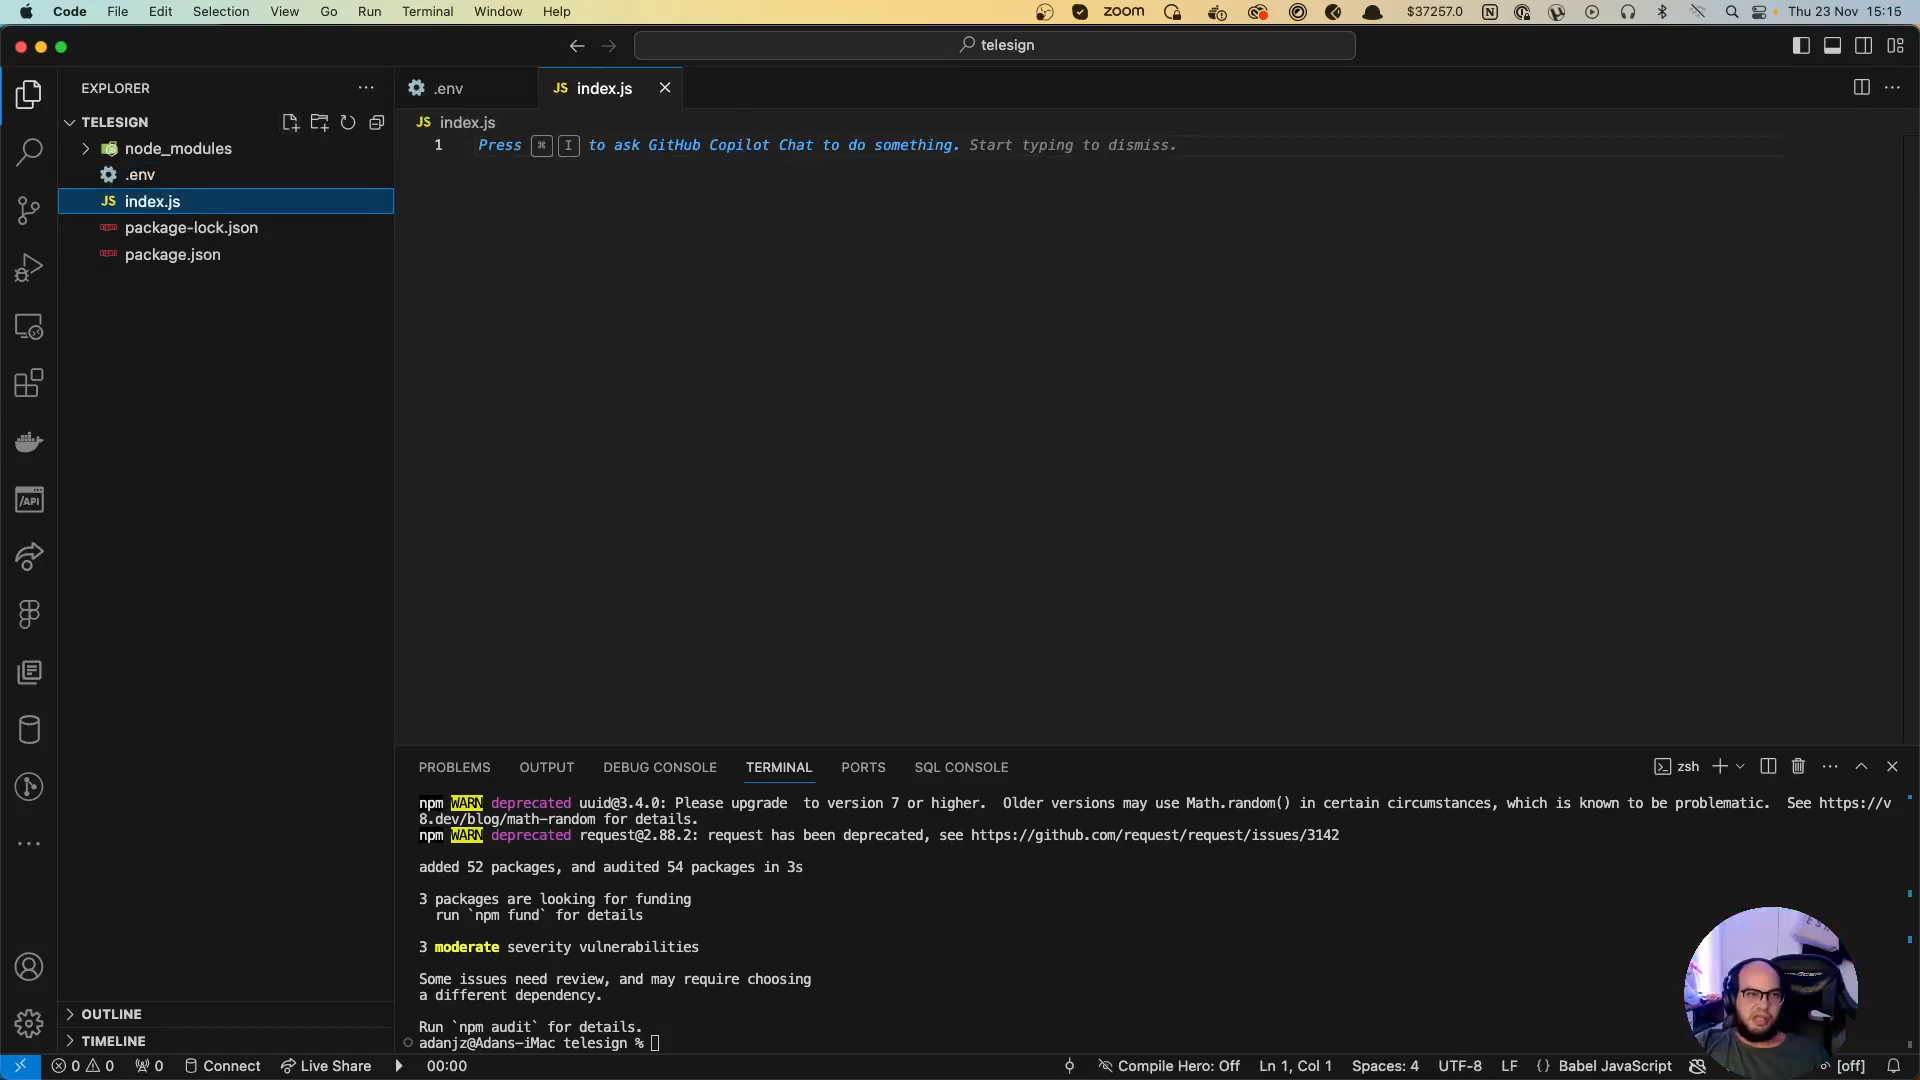 Code File Edit Selection View Go Run Terminal Window Help
zoom $37257.0 Thu 23 Nov 15:15
telesign
EXPLORER
.env
JS index.js
TELESIGN
JS index.js
node_modules
1 Press ⌘ I to ask GitHub Copilot Chat to do something. Start typing to dismiss.
.env
JS index.js
package-lock.json
package.json
/API
PROBLEMS OUTPUT DEBUG CONSOLE TERMINAL PORTS SQL CONSOLE
zsh
npm WARN deprecated uuid@3.4.0: Please upgrade  to version 7 or higher.  Older versions may use Math.random() in certain circumstances, which is known to be problematic.  See https://v
8.dev/blog/math-random for details.
npm WARN deprecated request@2.88.2: request has been deprecated, see https://github.com/request/request/issues/3142
added 52 packages, and audited 54 packages in 3s
3 packages are looking for funding
run `npm fund` for details
3 moderate severity vulnerabilities
Some issues need review, and may require choosing
a different dependency.
Run `npm audit` for details.
adanjz@Adans-iMac telesign %
OUTLINE
TIMELINE
0 0 0 Connect Live Share 00:00
Compile Hero: Off Ln 1, Col 1 Spaces: 4 UTF-8 LF {} Babel JavaScript [off]